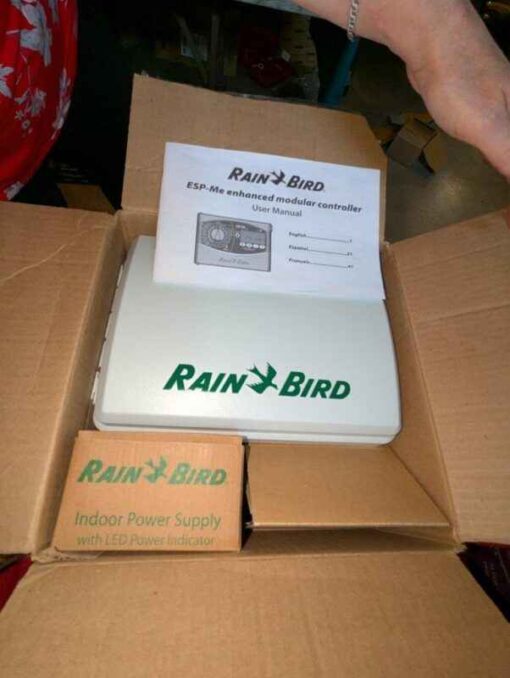 RAIN BIRD
ESP-Me enhanced modular controller
User Manual
English
Español
Français
RAIN BIRD
RAIN BIRD
Indoor Power Supply
with LED Power Indicator